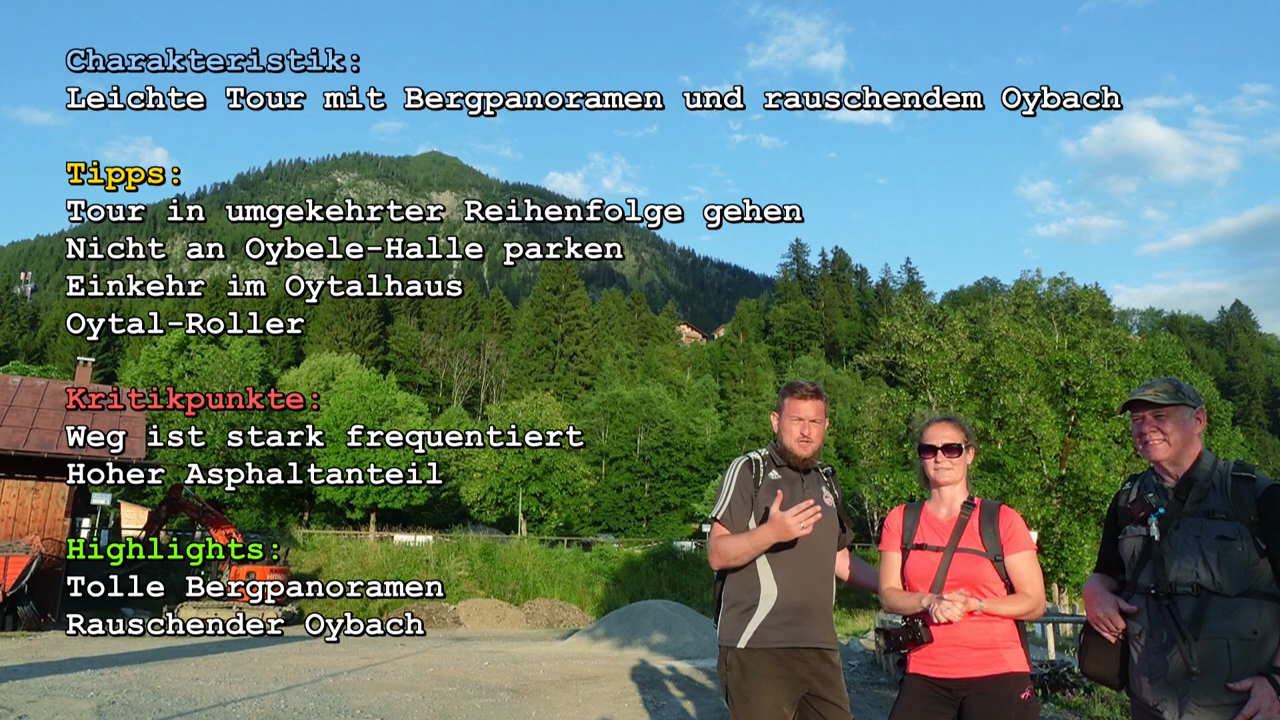 Charakteristik:
Leichte Tour mit Bergpanoramen und rauschendem Oybach
Tipps:
Tour in umgekehrter Reihenfolge gehen
Nicht an Oybele-Halle parken
Einkehr im Oytalhaus
Oytal-Roller
Kritikpunkte:
Weg ist stark frequentiert
Hoher Asphaltanteil
Highlights:
Tolle Bergpanoramen
Rauschender Oybach